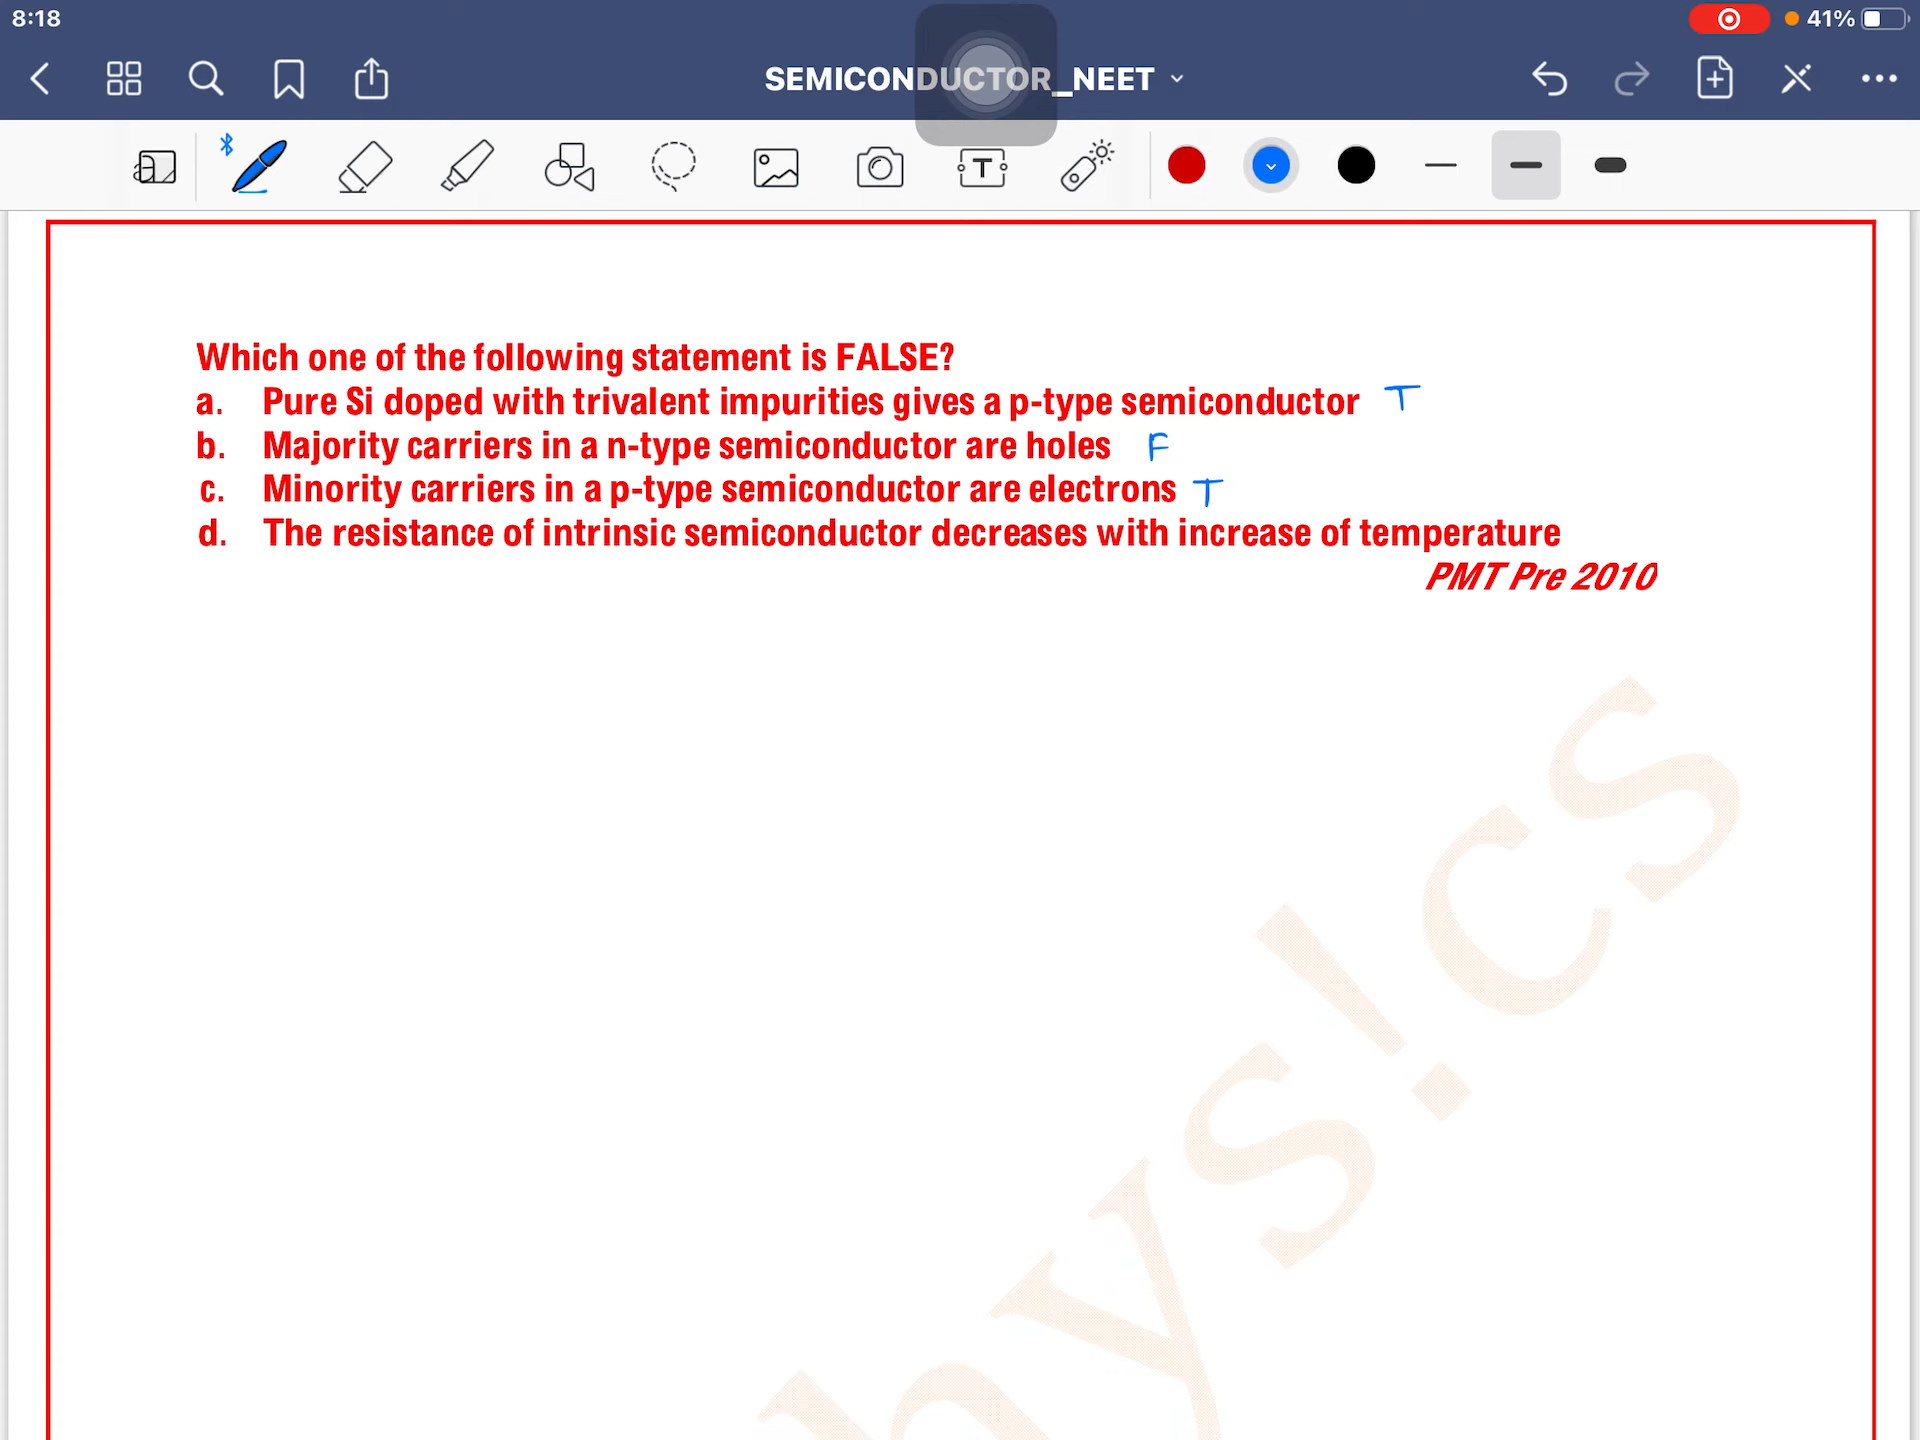 8:18
41%
SEMICONDUCTOR_NEET
a
T
Which one of the following statement is FALSE?
a. Pure Si doped with trivalent impurities gives a p-type semiconductor T
b. Majority carriers in a n-type semiconductor are holes F
c. Minority carriers in a p-type semiconductor are electrons T
d. The resistance of intrinsic semiconductor decreases with increase of temperature
PMT Pre 2010
hys!cs